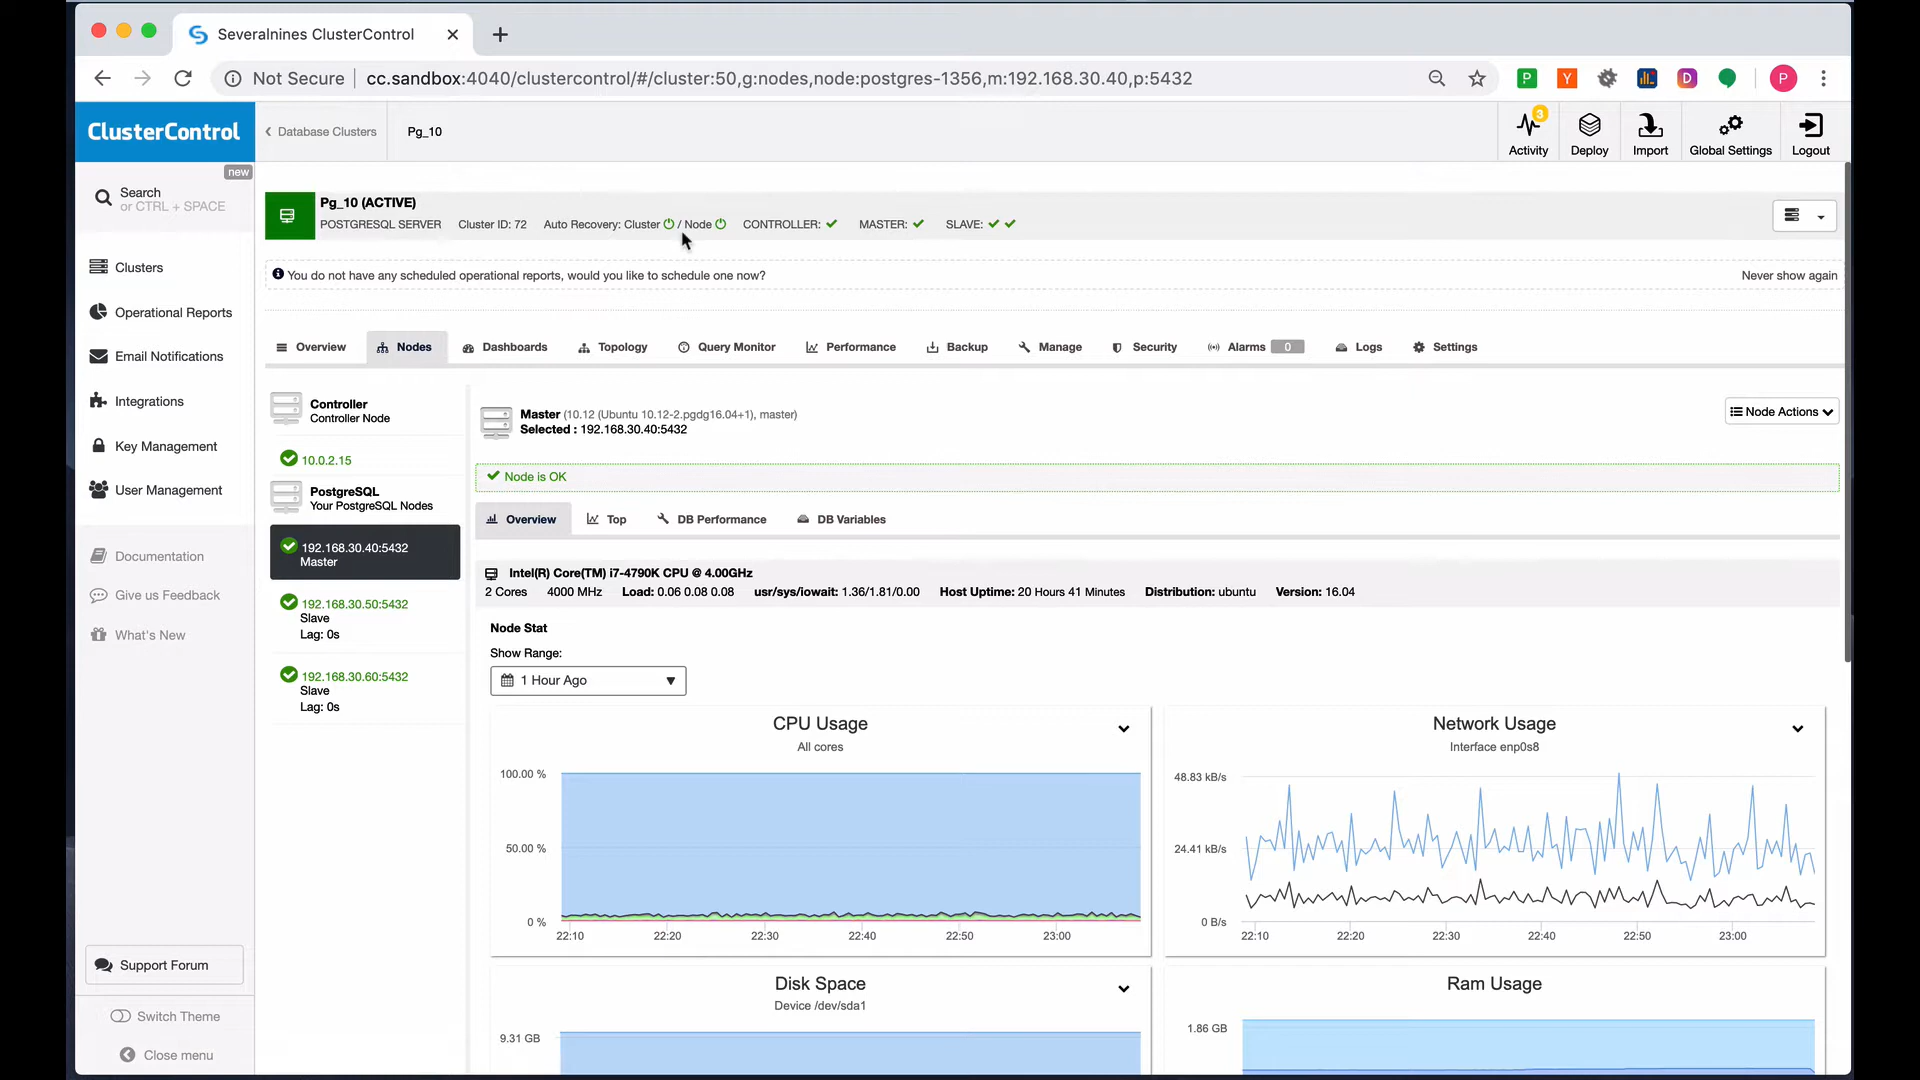 Severalnines ClusterControl
Not Secure cc.sandbox:4040/clustercontrol/#/cluster:50,g:nodes,node:postgres-1356,m:192.168.30.40,p:5432
P Y D P
ClusterControl
Database Clusters
Pg_10
3
Activity
Deploy
Import
Global Settings
Logout
new
Search
or CTRL + SPACE
Clusters
Operational Reports
Email Notifications
Integrations
Key Management
User Management
Documentation
Give us Feedback
What's New
Support Forum
Switch Theme
Close menu
Pg_10 (ACTIVE)
POSTGRESQL SERVER Cluster ID: 72 Auto Recovery: Cluster / Node CONTROLLER: MASTER: SLAVE:
You do not have any scheduled operational reports, would you like to schedule one now? Never show again
Overview Nodes Dashboards Topology Query Monitor Performance Backup Manage Security Alarms 0 Logs Settings
Controller
Controller Node
10.0.2.15
PostgreSQL
Your PostgreSQL Nodes
192.168.30.40:5432
Master
192.168.30.50:5432
Slave
Lag: 0s
192.168.30.60:5432
Slave
Lag: 0s
Master (10.12 (Ubuntu 10.12-2.pgdg16.04+1), master)
Selected : 192.168.30.40:5432
Node Actions
Node is OK
Overview Top DB Performance DB Variables
Intel(R) Core(TM) i7-4790K CPU @ 4.00GHz
2 Cores 4000 MHz Load: 0.06 0.08 0.08 usr/sys/iowait: 1.36/1.81/0.00 Host Uptime: 20 Hours 41 Minutes Distribution: ubuntu Version: 16.04
Node Stat
Show Range:
1 Hour Ago
CPU Usage
All cores
100.00 %
50.00 %
0 %
22:10 22:20 22:30 22:40 22:50 23:00
Network Usage
Interface enp0s8
48.83 kB/s
24.41 kB/s
0 B/s
22:10 22:20 22:30 22:40 22:50 23:00
Disk Space
Device /dev/sda1
9.31 GB
Ram Usage
1.86 GB